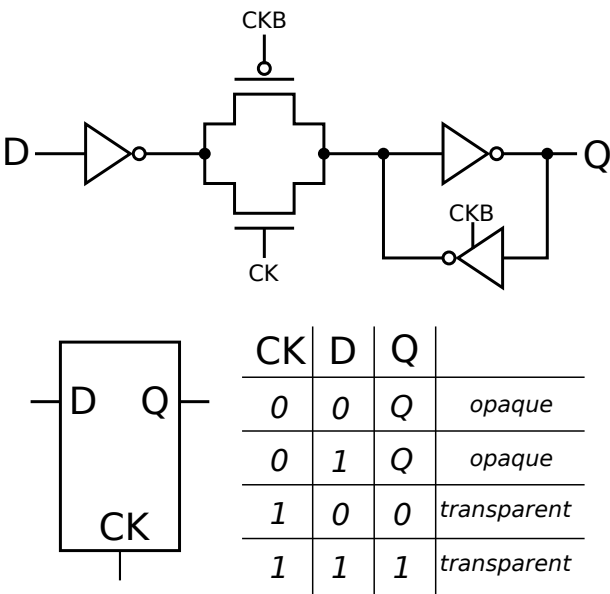 CKB
D
Q
CKB
CK
D Q
CK
CK D Q
0 0 Q opaque
0 1 Q opaque
1 0 0 transparent
1 1 1 transparent